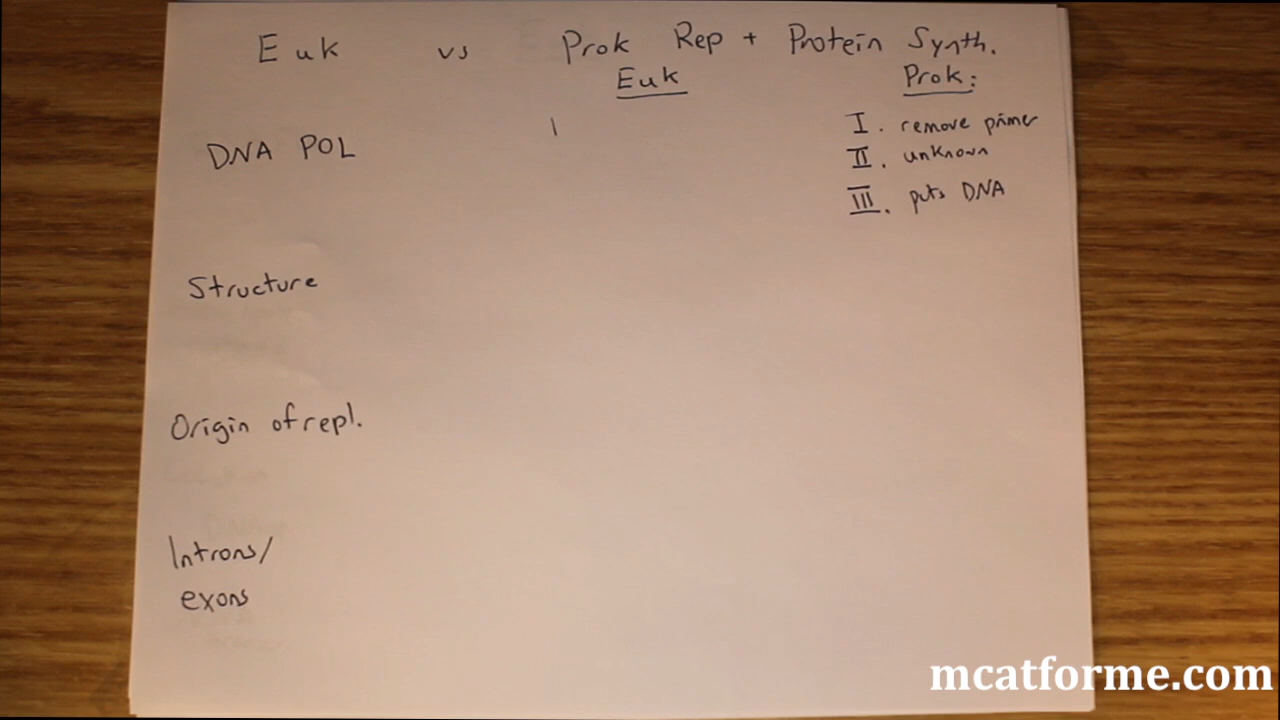 Euk vs Prok Rep + Protein Synth.
Euk Prok:
DNA POL
I. remove primer
II. unknown
III. puts DNA
Structure
Origin of repl.
Introns/
exons
mcatforme.com